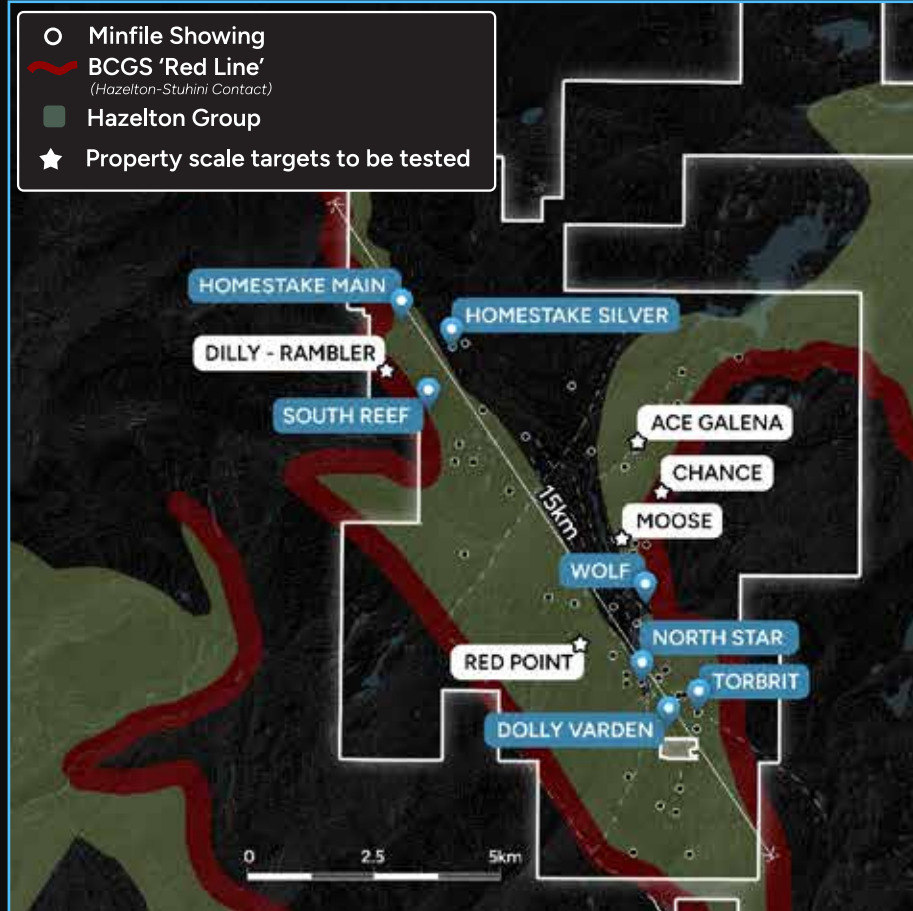 Minfile Showing
BCGS ‘Red Line’
(Hazelton-Stuhini Contact)
Hazelton Group
Property scale targets to be tested
HOMESTAKE MAIN
HOMESTAKE SILVER
DILLY - RAMBLER
SOUTH REEF
ACE GALENA
CHANCE
15km
MOOSE
WOLF
NORTH STAR
RED POINT
TORBRIT
DOLLY VARDEN
0 2.5 5km